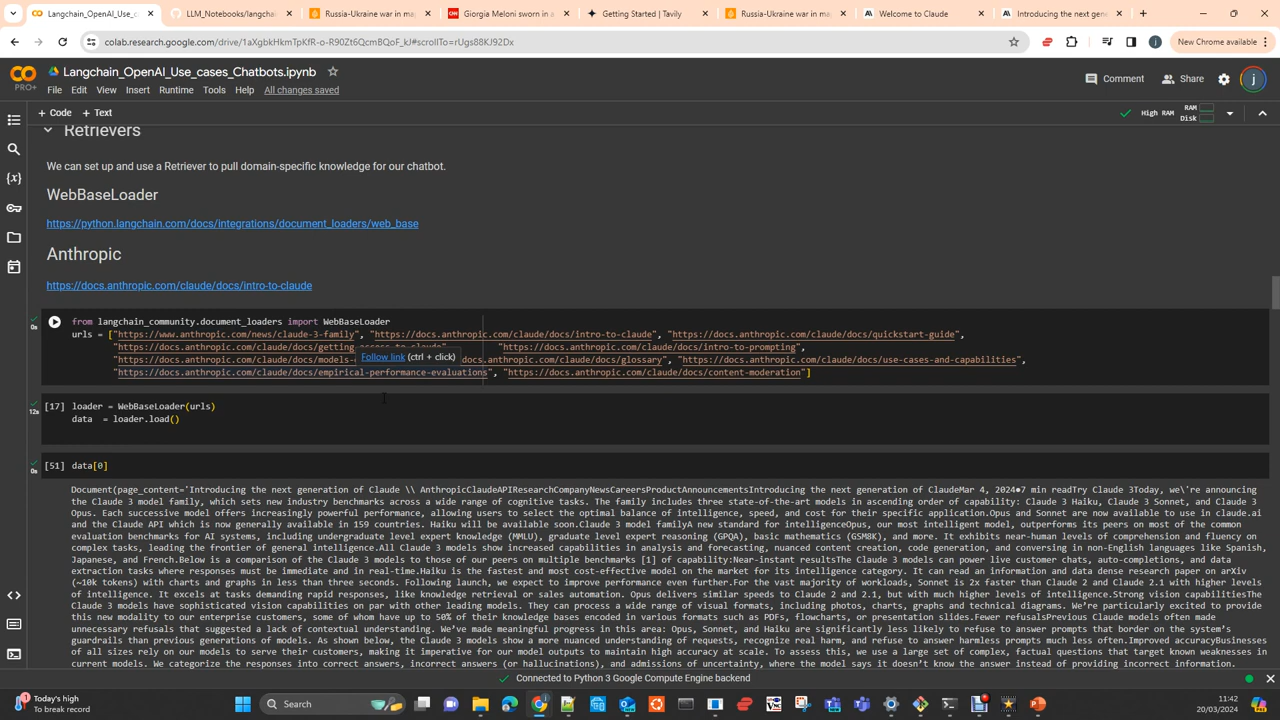 Langchain_OpenAI_Use_cases_C
LLM_Notebooks/langchai
Russia-Ukraine war in ma
Giorgia Meloni sworn in a
Getting Started | Tavily
Russia-Ukraine war in ma
Welcome to Claude
Introducing the next gene
colab.research.google.com/drive/1aXgbkHkmTpKfR-o-R90Zt6QcmBQoF_kJ#scrollTo=rUgs88KJ92Dx
New Chrome available
PRO+
Langchain_OpenAI_Use_cases_Chatbots.ipynb
Comment
Share
File Edit View Insert Runtime Tools Help All changes saved
+ Code + Text
High RAM
RAM
Disk
Retrievers
We can set up and use a Retriever to pull domain-specific knowledge for our chatbot.
WebBaseLoader
https://python.langchain.com/docs/integrations/document_loaders/web_base
Anthropic
https://docs.anthropic.com/claude/docs/intro-to-claude
0s
from langchain_community.document_loaders import WebBaseLoader
urls = ["https://www.anthropic.com/news/claude-3-family", "https://docs.anthropic.com/claude/docs/intro-to-claude", "https://docs.anthropic.com/claude/docs/quickstart-guide",
"https://docs.anthropic.com/claude/docs/getting-access-to-claude" "https://docs.anthropic.com/claude/docs/intro-to-prompting",
"https://docs.anthropic.com/claude/docs/models- docs.anthropic.com/claude/docs/glossary", "https://docs.anthropic.com/claude/docs/use-cases-and-capabilities",
Follow link (ctrl + click)
"https://docs.anthropic.com/claude/docs/empirical-performance-evaluations", "https://docs.anthropic.com/claude/docs/content-moderation"]
[17] loader = WebBaseLoader(urls)
12s
data = loader.load()
[51] data[0]
0s
Document(page_content='Introducing the next generation of Claude \\ AnthropicClaudeAPIResearchCompanyNewsCareersProductAnnouncementsIntroducing the next generation of ClaudeMar 4, 2024●7 min readTry Claude 3Today, we\'re announcing
the Claude 3 model family, which sets new industry benchmarks across a wide range of cognitive tasks. The family includes three state-of-the-art models in ascending order of capability: Claude 3 Haiku, Claude 3 Sonnet, and Claude 3
Opus. Each successive model offers increasingly powerful performance, allowing users to select the optimal balance of intelligence, speed, and cost for their specific application.Opus and Sonnet are now available to use in claude.ai
and the Claude API which is now generally available in 159 countries. Haiku will be available soon.Claude 3 model familyA new standard for intelligenceOpus, our most intelligent model, outperforms its peers on most of the common
evaluation benchmarks for AI systems, including undergraduate level expert knowledge (MMLU), graduate level expert reasoning (GPQA), basic mathematics (GSM8K), and more. It exhibits near-human levels of comprehension and fluency on
complex tasks, leading the frontier of general intelligence.All Claude 3 models show increased capabilities in analysis and forecasting, nuanced content creation, code generation, and conversing in non-English languages like Spanish,
Japanese, and French.Below is a comparison of the Claude 3 models to those of our peers on multiple benchmarks [1] of capability:Near-instant resultsThe Claude 3 models can power live customer chats, auto-completions, and data
extraction tasks where responses must be immediate and in real-time.Haiku is the fastest and most cost-effective model on the market for its intelligence category. It can read an information and data dense research paper on arXiv
(~10k tokens) with charts and graphs in less than three seconds. Following launch, we expect to improve performance even further.For the vast majority of workloads, Sonnet is 2x faster than Claude 2 and Claude 2.1 with higher levels
of intelligence. It excels at tasks demanding rapid responses, like knowledge retrieval or sales automation. Opus delivers similar speeds to Claude 2 and 2.1, but with much higher levels of intelligence.Strong vision capabilitiesThe
Claude 3 models have sophisticated vision capabilities on par with other leading models. They can process a wide range of visual formats, including photos, charts, graphs and technical diagrams. We're particularly excited to provide
this new modality to our enterprise customers, some of whom have up to 50% of their knowledge bases encoded in various formats such as PDFs, flowcharts, or presentation slides.Fewer refusalsPrevious Claude models often made
unnecessary refusals that suggested a lack of contextual understanding. We've made meaningful progress in this area: Opus, Sonnet, and Haiku are significantly less likely to refuse to answer prompts that border on the system's
guardrails than previous generations of models. As shown below, the Claude 3 models show a more nuanced understanding of requests, recognize real harm, and refuse to answer harmless prompts much less often.Improved accuracyBusinesses
of all sizes rely on our models to serve their customers, making it imperative for our model outputs to maintain high accuracy at scale. To assess this, we use a large set of complex, factual questions that target known weaknesses in
current models. We categorize the responses into correct answers, incorrect answers (or hallucinations), and admissions of uncertainty, where the model says it doesn't know the answer instead of providing incorrect information.
Connected to Python 3 Google Compute Engine backend
Today's high
To break record
Search
11:42
20/03/2024